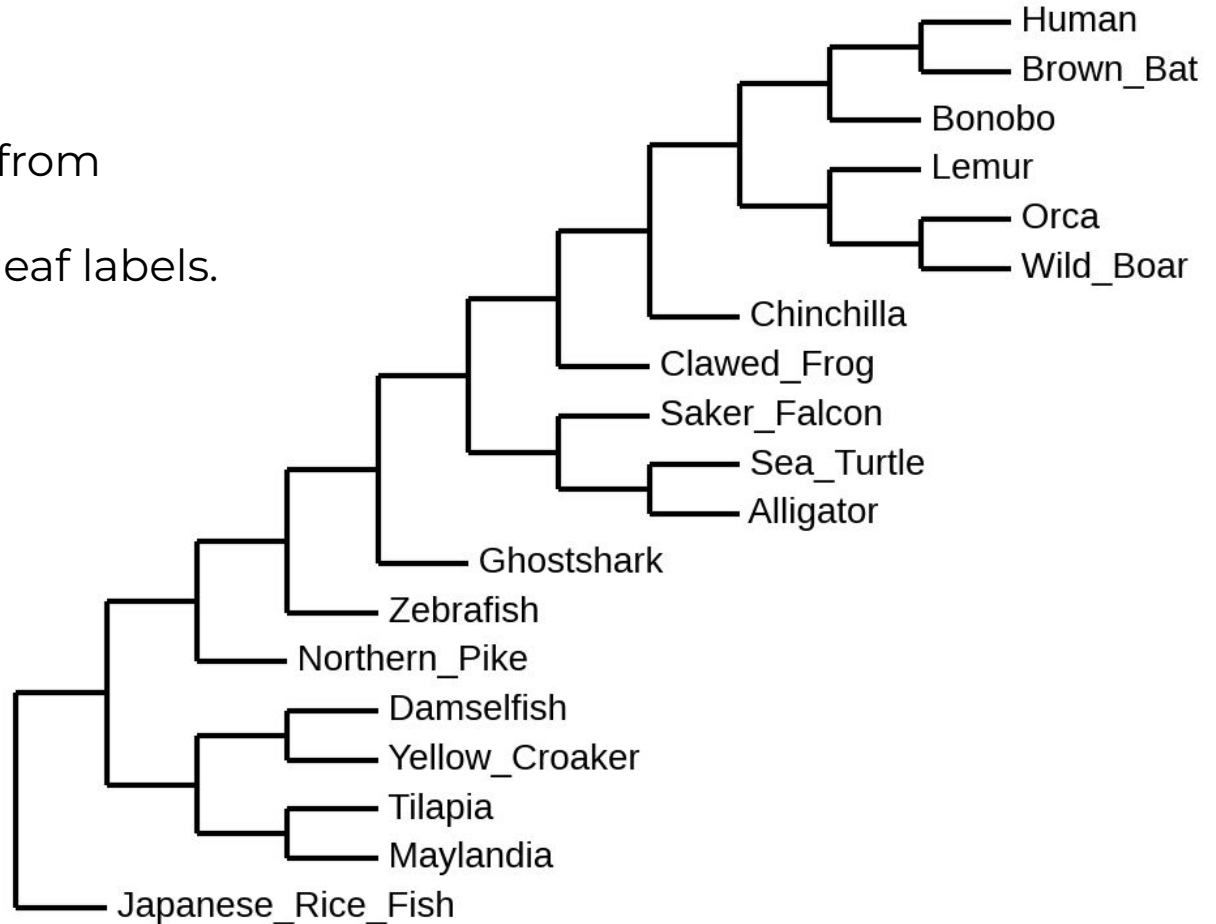 Human
Brown_Bat
Bonobo
from
Lemur
Orca
eaf labels.
Wild_Boar
Chinchilla
Clawed_Frog
Saker_Falcon
Sea_Turtle
Alligator
Ghostshark
Zebrafish
Northern_Pike
Damselfish
Yellow_Croaker
Tilapia
Maylandia
Japanese_Rice_Fish